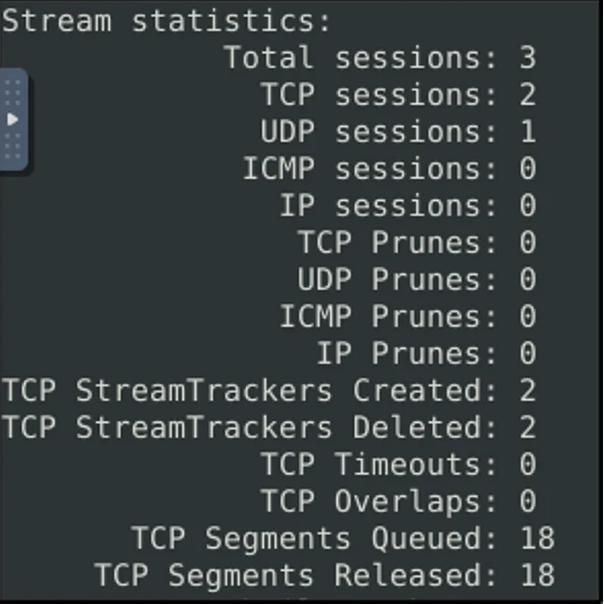 Stream statistics:
Total sessions: 3
TCP sessions: 2
UDP sessions: 1
ICMP sessions: 0
IP sessions: 0
TCP Prunes: 0
UDP Prunes: 0
ICMP Prunes: 0
IP Prunes: 0
TCP StreamTrackers Created: 2
TCP StreamTrackers Deleted: 2
TCP Timeouts: 0
TCP Overlaps: 0
TCP Segments Queued: 18
TCP Segments Released: 18